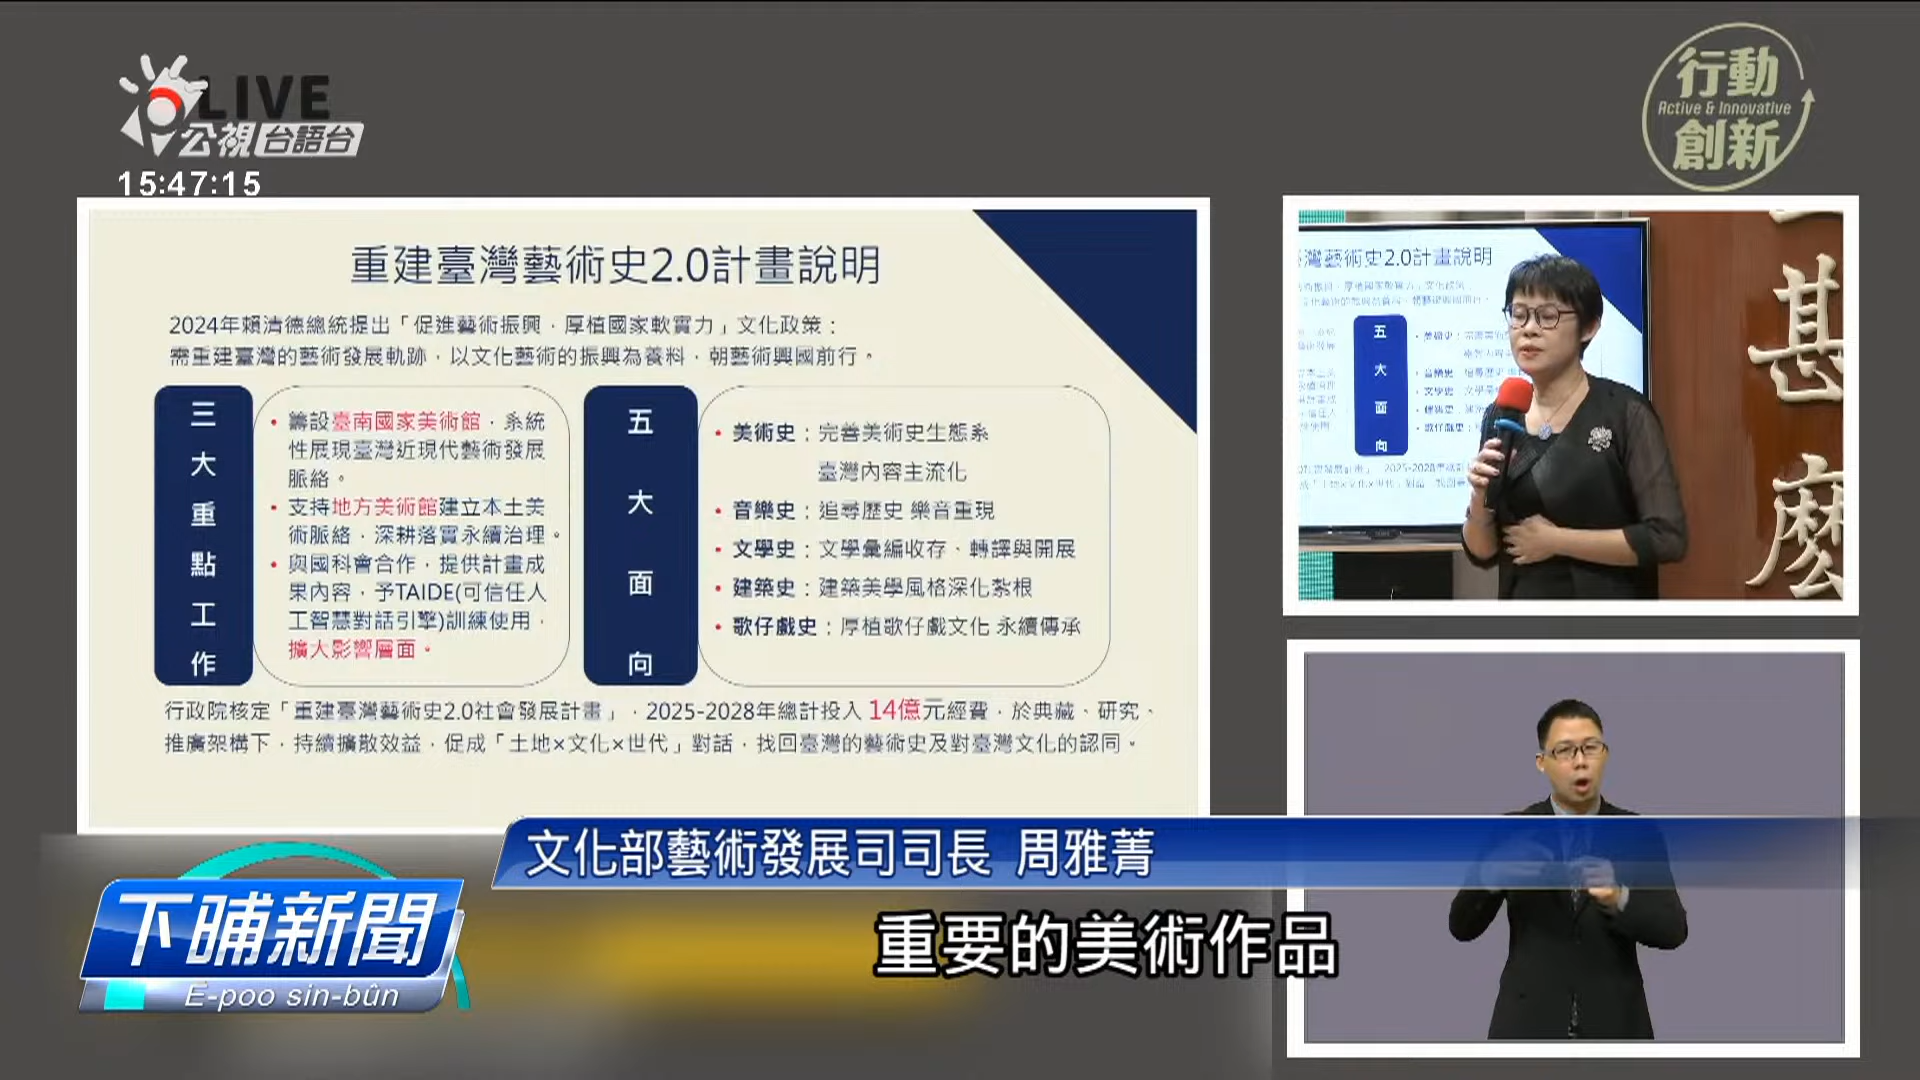 LIVE
公視台語台
15:47:15
行動
Active & Innovative
創新
重建臺灣藝術史2.0計畫說明
2024年賴清德總統提出「促進藝術振興，厚植國家軟實力」文化政策：
需重建臺灣的藝術發展軌跡，以文化藝術的振興為養料，朝藝術興國前行。
三大重點工作
• 籌設臺南國家美術館，系統
性展現臺灣近現代藝術發展
脈絡。
• 支持地方美術館建立本土美
術脈絡，深耕落實永續治理。
• 與國科會合作，提供計畫成
果內容，予TAIDE(可信任人
工智慧對話引擎)訓練使用，
擴大影響層面。
五大面向
• 美術史：完善美術史生態系
臺灣內容主流化
• 音樂史：追尋歷史 樂音重現
• 文學史：文學彙編收存、轉譯與開展
• 建築史：建築美學風格深化紮根
• 歌仔戲史：厚植歌仔戲文化 永續傳承
行政院核定「重建臺灣藝術史2.0社會發展計畫」，2025-2028年總計投入 14億元經費，於典藏、研究、
推廣架構下，持續擴散效益，促成「土地×文化×世代」對話，找回臺灣的藝術史及對臺灣文化的認同。
灣藝術史2.0計畫說明
五大面向
甚麼
文化部藝術發展司司長 周雅菁
重要的美術作品
下晡新聞
Ē-poo sin-bûn